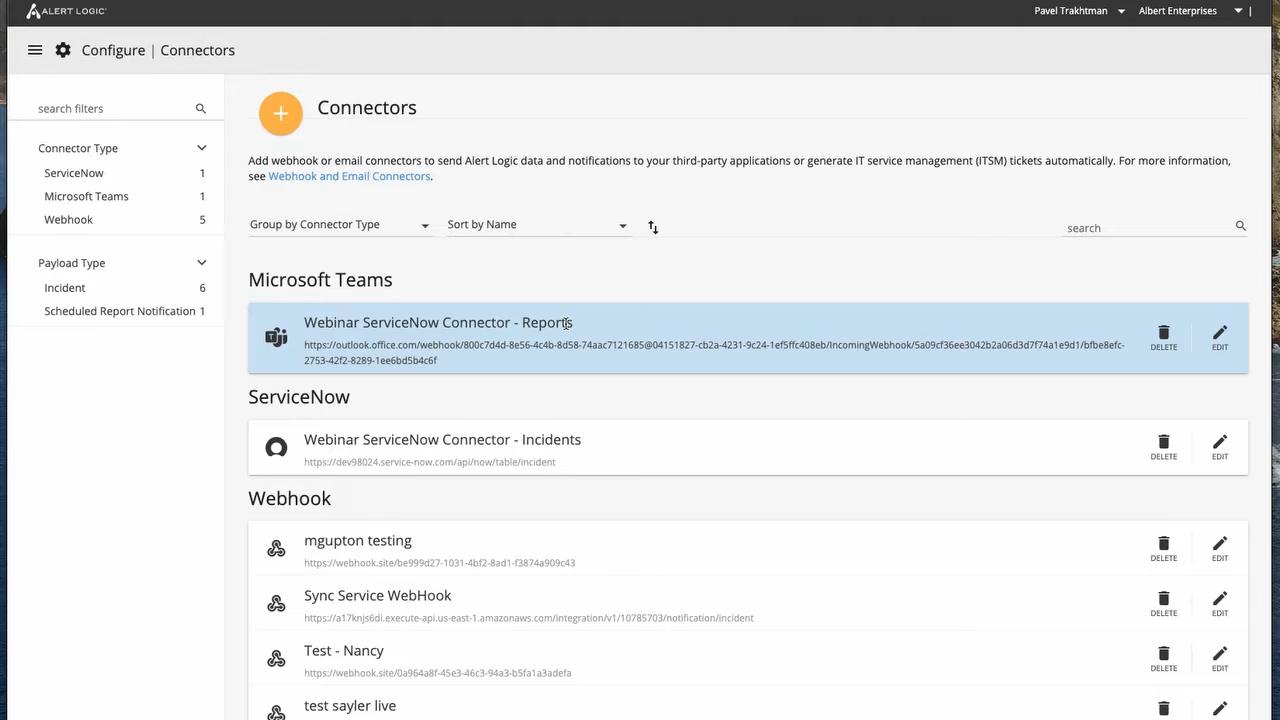 ALERT LOGIC
Pavel Trakhtman
Albert Enterprises
Configure | Connectors
search filters
Connector Type
ServiceNow 1
Microsoft Teams 1
Webhook 5
Payload Type
Incident 6
Scheduled Report Notification 1
Connectors
Add webhook or email connectors to send Alert Logic data and notifications to your third-party applications or generate IT service management (ITSM) tickets automatically. For more information,
see Webhook and Email Connectors.
Group by Connector Type
Sort by Name
search
Microsoft Teams
Webinar ServiceNow Connector - Reports
https://outlook.office.com/webhook/800c7d4d-8e56-4c4b-8d58-74aac7121685@04151827-cb2a-4231-9c24-1ef5ffc408eb/IncomingWebhook/5a09cf36ee3042b2a06d3d7f74a1e9d1/bfbe8efc-
2753-42f2-8289-1ee6bd5b4c6f
DELETE
EDIT
ServiceNow
Webinar ServiceNow Connector - Incidents
https://dev98024.service-now.com/api/now/table/incident
DELETE
EDIT
Webhook
mgupton testing
https://webhook.site/be999d27-1031-4bf2-8ad1-f3874a909c43
DELETE
EDIT
Sync Service WebHook
https://a17knjs6di.execute-api.us-east-1.amazonaws.com/integration/v1/10785703/notification/incident
DELETE
EDIT
Test - Nancy
https://webhook.site/0a964a8f-45e3-46c3-94a3-b5fa1a3adefa
DELETE
EDIT
test sayler live